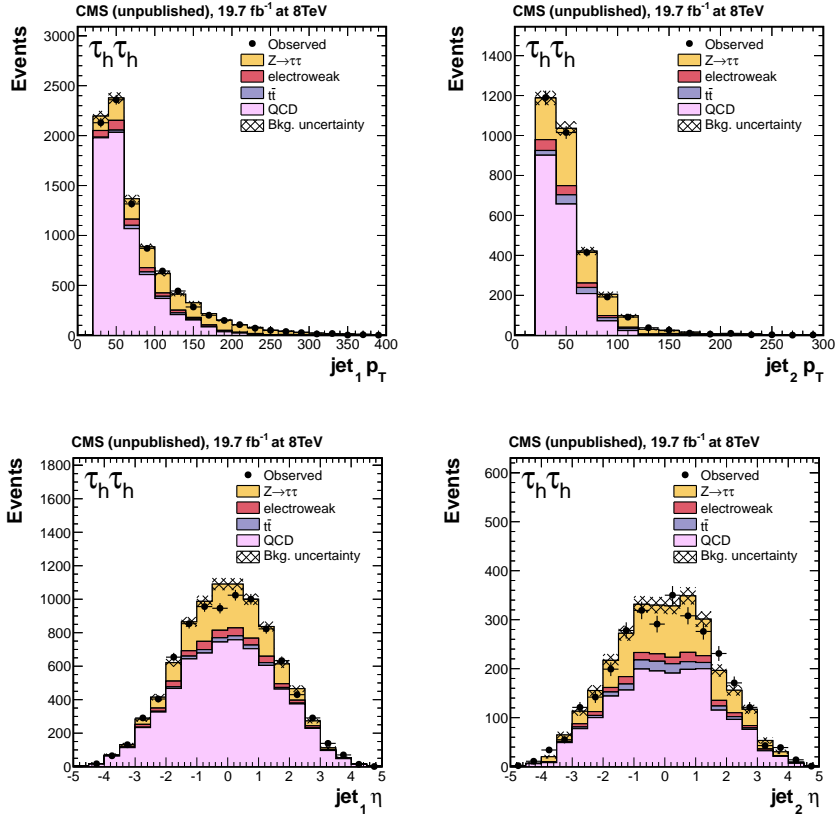 CMS (unpublished), 19.7 fb⁻¹ at 8TeV
Events
τₕτₕ
Observed
Z→ττ
electroweak
tt̄
QCD
Bkg. uncertainty
3000
2500
2000
1500
1000
500
0
0 50 100 150 200 250 300 350 400
jet₁ p_T
CMS (unpublished), 19.7 fb⁻¹ at 8TeV
Events
τₕτₕ
Observed
Z→ττ
electroweak
tt̄
QCD
Bkg. uncertainty
1400
1200
1000
800
600
400
200
0
0 50 100 150 200 250 300
jet₂ p_T
CMS (unpublished), 19.7 fb⁻¹ at 8TeV
Events
τₕτₕ
Observed
Z→ττ
electroweak
tt̄
QCD
Bkg. uncertainty
1800
1600
1400
1200
1000
800
600
400
200
0
-5 -4 -3 -2 -1 0 1 2 3 4 5
jet₁ η
CMS (unpublished), 19.7 fb⁻¹ at 8TeV
Events
τₕτₕ
Observed
Z→ττ
electroweak
tt̄
QCD
Bkg. uncertainty
600
500
400
300
200
100
0
-5 -4 -3 -2 -1 0 1 2 3 4 5
jet₂ η